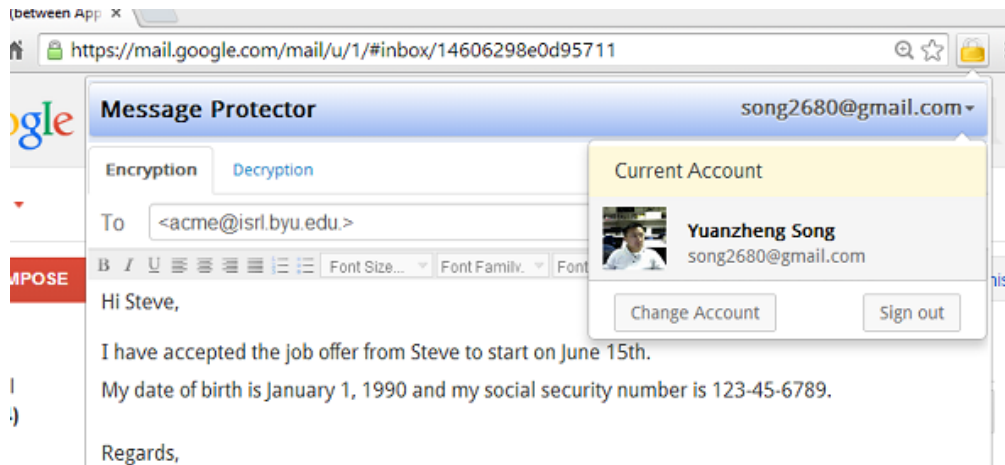 (between App ×
https://mail.google.com/mail/u/1/#inbox/14606298e0d95711
ogle
Message Protector
song2680@gmail.com
Encryption Decryption
Current Account
To <acme@isrl.byu.edu.>
Yuanzheng Song
song2680@gmail.com
B I U Font Size... Font Family. Font
MPOSE
Change Account Sign out
Hi Steve,
I have accepted the job offer from Steve to start on June 15th.
My date of birth is January 1, 1990 and my social security number is 123-45-6789.
Regards,